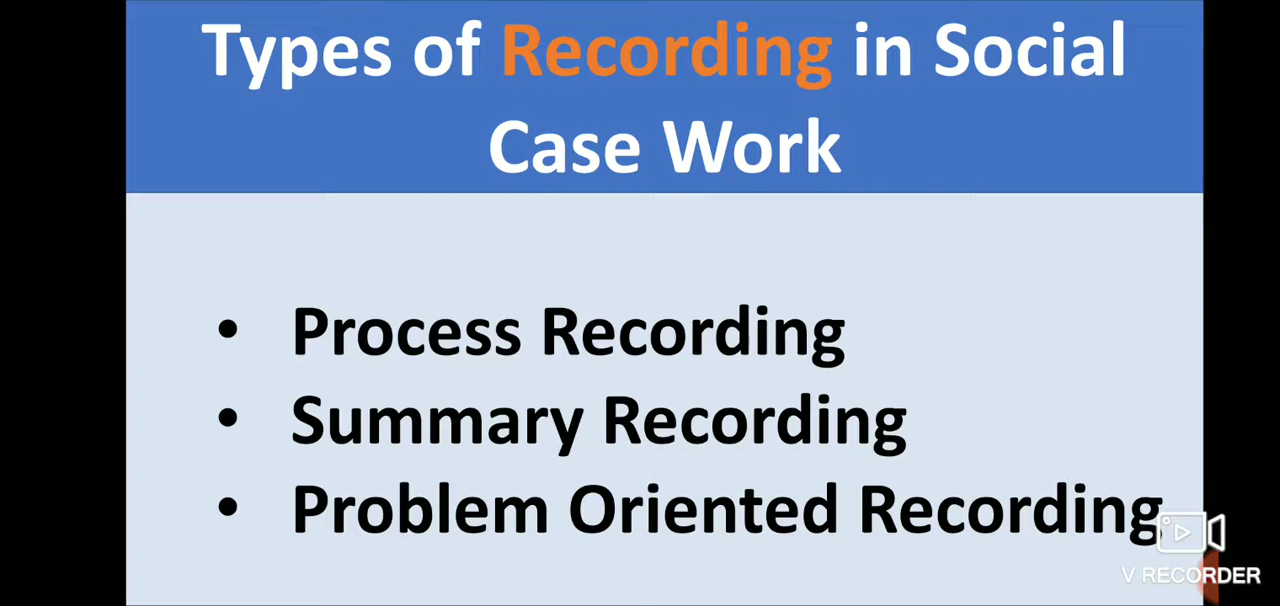 Types of Recording in Social
Case Work
• Process Recording
• Summary Recording
• Problem Oriented Recording
V RECORDER